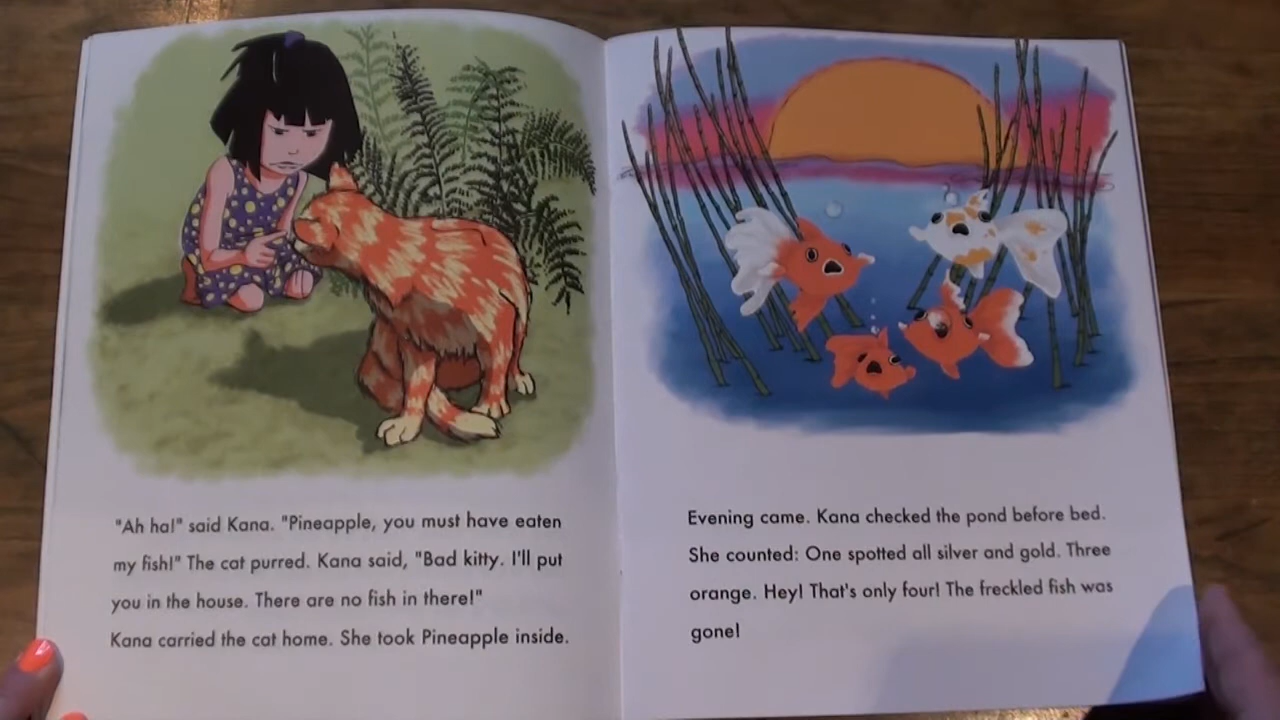 "Ah ha!" said Kana. "Pineapple, you must have eaten
my fish!" The cat purred. Kana said, "Bad kitty. I'll put
you in the house. There are no fish in there!"
Kana carried the cat home. She took Pineapple inside.
Evening came. Kana checked the pond before bed.
She counted: One spotted all silver and gold. Three
orange. Hey! That's only four! The freckled fish was
gone!